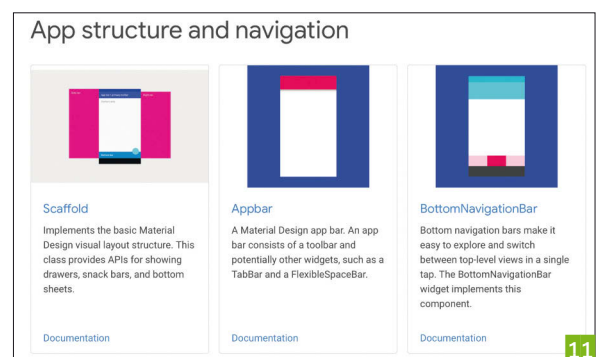 App structure and navigation
Scaffold
Implements the basic Material
Design visual layout structure. This
class provides APIs for showing
drawers, snack bars, and bottom
sheets.
Documentation
Appbar
A Material Design app bar. An app
bar consists of a toolbar and
potentially other widgets, such as a
TabBar and a FlexibleSpaceBar.
Documentation
BottomNavigationBar
Bottom navigation bars make it
easy to explore and switch
between top-level views in a single
tap. The BottomNavigationBar
widget implements this
component.
Documentation
11